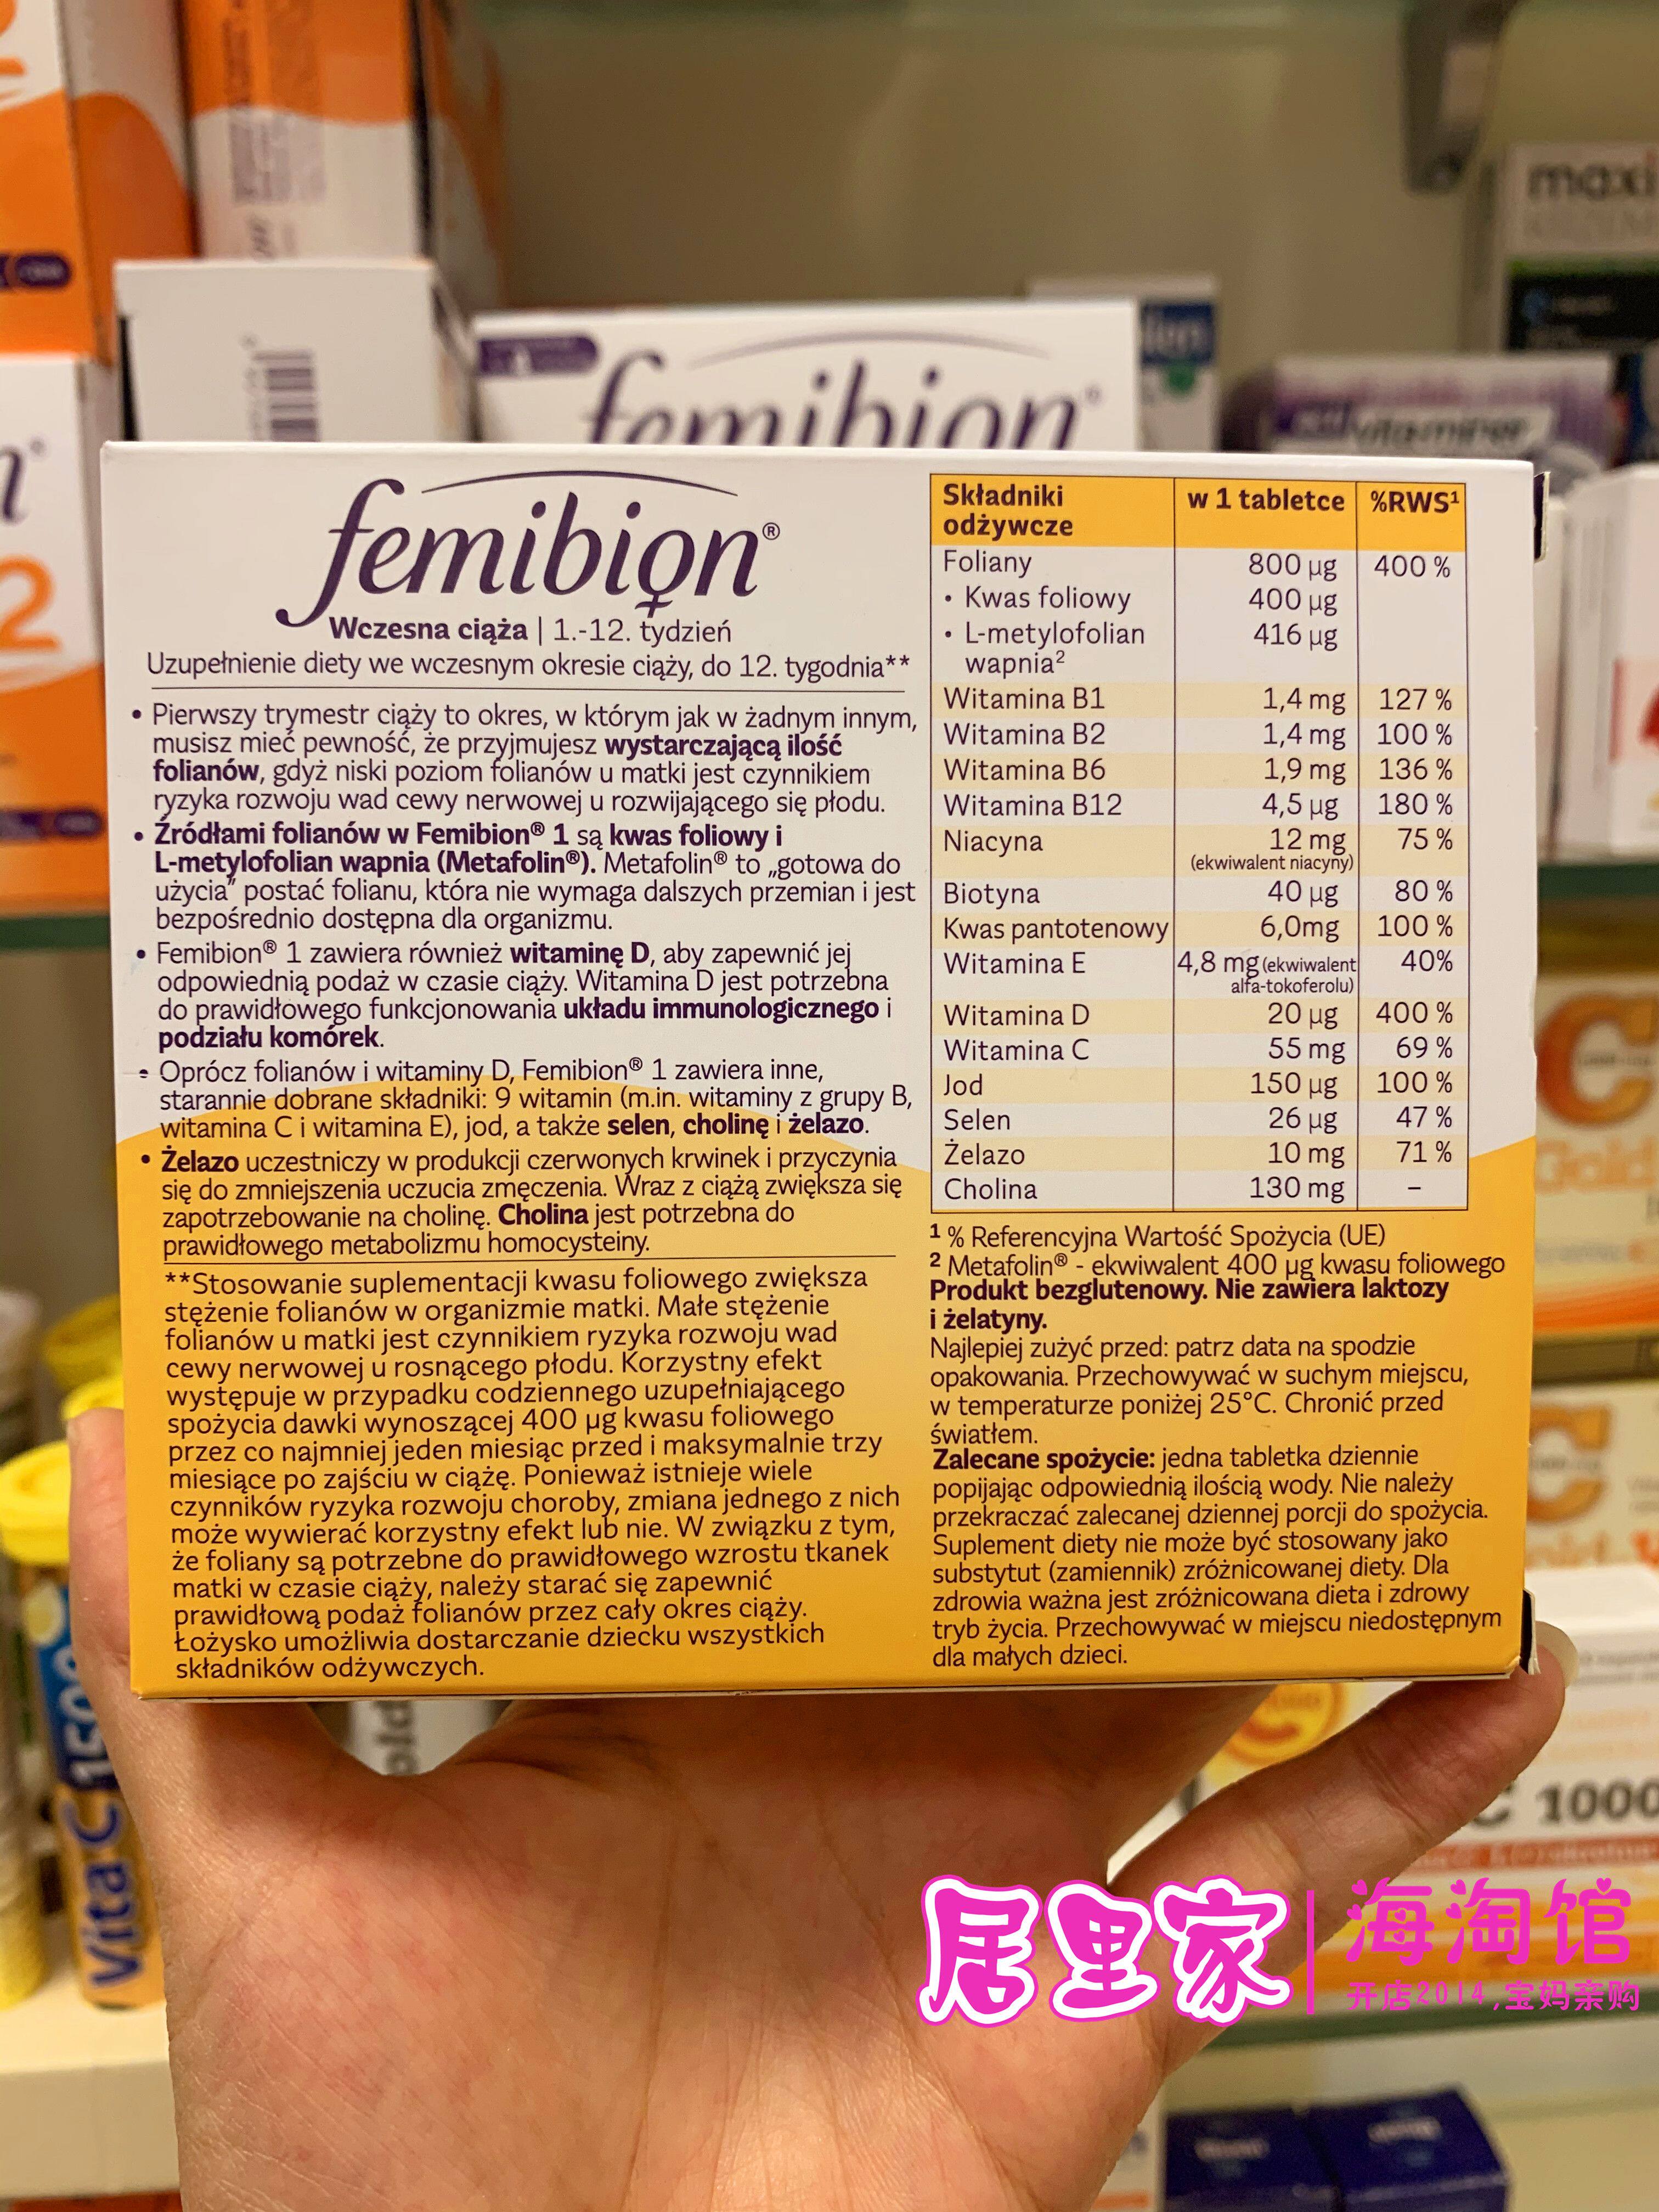 femibion®
femibion®
Wczesna ciąża | 1.-12. tydzień
Uzupełnienie diety we wczesnym okresie ciąży, do 12. tygodnia**
• Pierwszy trymestr ciąży to okres, w którym jak w żadnym innym,
musisz mieć pewność, że przyjmujesz wystarczającą ilość
folianów, gdyż niski poziom folianów u matki jest czynnikiem
ryzyka rozwoju wad cewy nerwowej u rozwijającego się płodu.
• Źródłami folianów w Femibion® 1 są kwas foliowy i
L-metylofolian wapnia (Metafolin®). Metafolin® to „gotowa do
użycia” postać folianu, która nie wymaga dalszych przemian i jest
bezpośrednio dostępna dla organizmu.
• Femibion® 1 zawiera również witaminę D, aby zapewnić jej
odpowiednią podaż w czasie ciąży. Witamina D jest potrzebna
do prawidłowego funkcjonowania układu immunologicznego i
podziału komórek.
• Oprócz folianów i witaminy D, Femibion® 1 zawiera inne,
starannie dobrane składniki: 9 witamin (m.in. witaminy z grupy B,
witamina C i witamina E), jod, a także selen, cholinę i żelazo.
• Żelazo uczestniczy w produkcji czerwonych krwinek i przyczynia
się do zmniejszenia uczucia zmęczenia. Wraz z ciążą zwiększa się
zapotrzebowanie na cholinę. Cholina jest potrzebna do
prawidłowego metabolizmu homocysteiny.
**Stosowanie suplementacji kwasu foliowego zwiększa
stężenie folianów w organizmie matki. Małe stężenie
folianów u matki jest czynnikiem ryzyka rozwoju wad
cewy nerwowej u rosnącego płodu. Korzystny efekt
występuje w przypadku codziennego uzupełniającego
spożycia dawki wynoszącej 400 µg kwasu foliowego
przez co najmniej jeden miesiąc przed i maksymalnie trzy
miesiące po zajściu w ciążę. Ponieważ istnieje wiele
czynników ryzyka rozwoju choroby, zmiana jednego z nich
może wywierać korzystny efekt lub nie. W związku z tym,
że foliany są potrzebne do prawidłowego wzrostu tkanek
matki w czasie ciąży, należy starać się zapewnić
prawidłową podaż folianów przez cały okres ciąży.
Łożysko umożliwia dostarczanie dziecku wszystkich
składników odżywczych.
Składniki odżywcze w 1 tabletce %RWS¹
Foliany 800 µg 400 %
• Kwas foliowy 400 µg
• L-metylofolian wapnia² 416 µg
Witamina B1 1,4 mg 127 %
Witamina B2 1,4 mg 100 %
Witamina B6 1,9 mg 136 %
Witamina B12 4,5 µg 180 %
Niacyna 12 mg (ekwiwalent niacyny) 75 %
Biotyna 40 µg 80 %
Kwas pantotenowy 6,0mg 100 %
Witamina E 4,8 mg (ekwiwalent alfa-tokoferolu) 40%
Witamina D 20 µg 400 %
Witamina C 55 mg 69 %
Jod 150 µg 100 %
Selen 26 µg 47 %
Żelazo 10 mg 71 %
Cholina 130 mg –
¹ % Referencyjna Wartość Spożycia (UE)
² Metafolin® - ekwiwalent 400 µg kwasu foliowego
Produkt bezglutenowy. Nie zawiera laktozy
i żelatyny.
Najlepiej zużyć przed: patrz data na spodzie
opakowania. Przechowywać w suchym miejscu,
w temperaturze poniżej 25°C. Chronić przed
światłem.
Zalecane spożycie: jedna tabletka dziennie
popijając odpowiednią ilością wody. Nie należy
przekraczać zalecanej dziennej porcji do spożycia.
Suplement diety nie może być stosowany jako
substytut (zamiennik) zróżnicowanej diety. Dla
zdrowia ważna jest zróżnicowana dieta i zdrowy
tryb życia. Przechowywać w miejscu niedostępnym
dla małych dzieci.
maxi
2
C
Gold
Vita C 1500
C 1000
居里家 | 海淘馆
开店2014,宝妈亲购